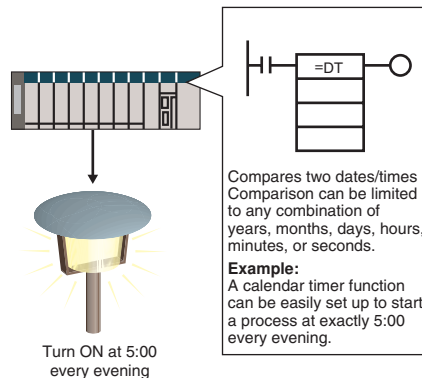 =DT
Compares two dates/times
Comparison can be limited
to any combination of
years, months, days, hours,
minutes, or seconds.
Example:
A calendar timer function
can be easily set up to start
a process at exactly 5:00
every evening.
Turn ON at 5:00
every evening